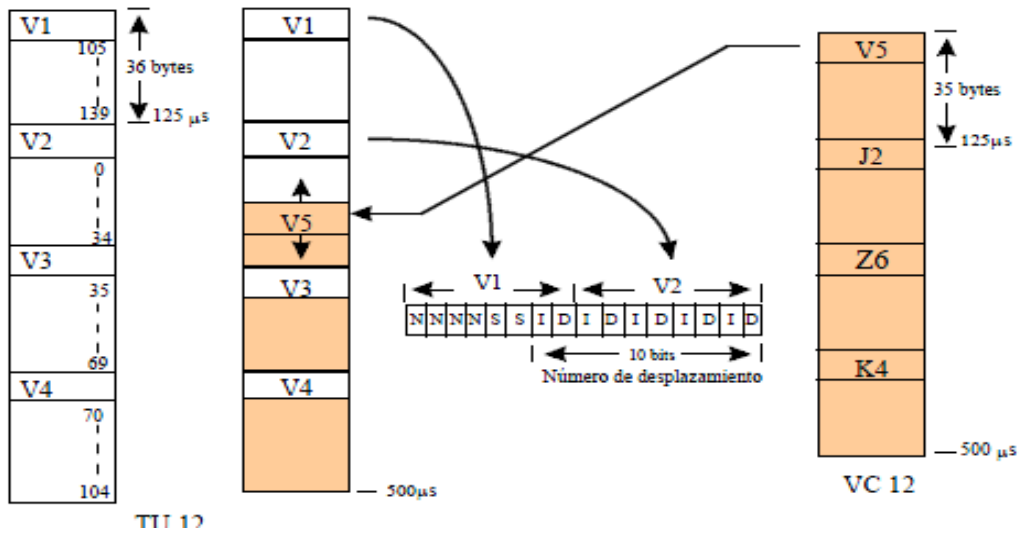 V1
105
139
V2
0
34
V3
35
69
V4
70
104
TU 12
36 bytes
125 μs
V1
V2
V5
V3
V4
500μs
V1 V2
N N N N S S I D I D I D I D I D
10 bits
Número de desplazamiento
V5
J2
Z6
K4
35 bytes
125μs
500 μs
VC 12